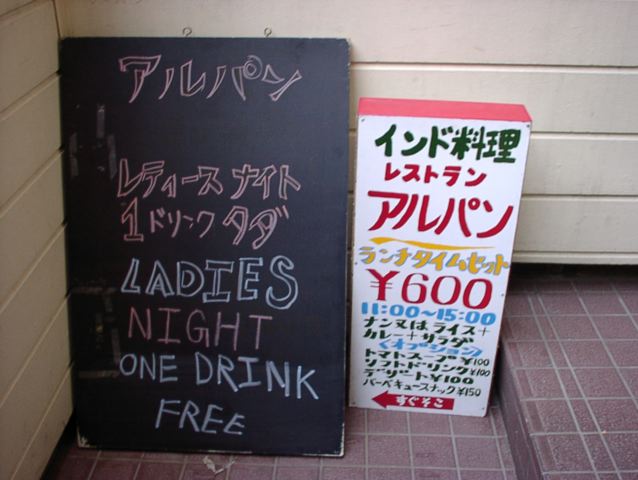 アルパン
レディース ナイト
1ドリンク タダ
LADIES
NIGHT
ONE DRINK
FREE
インド料理
レストラン
アルパン
ランチタイムセット
￥600
11:00～15:00
ナン又はライス+
カレー+サラダ
<オプション>
トマトスープ￥100
ソフトドリンク￥100
デザート￥100
バーベキュースナック￥150
すぐそこ